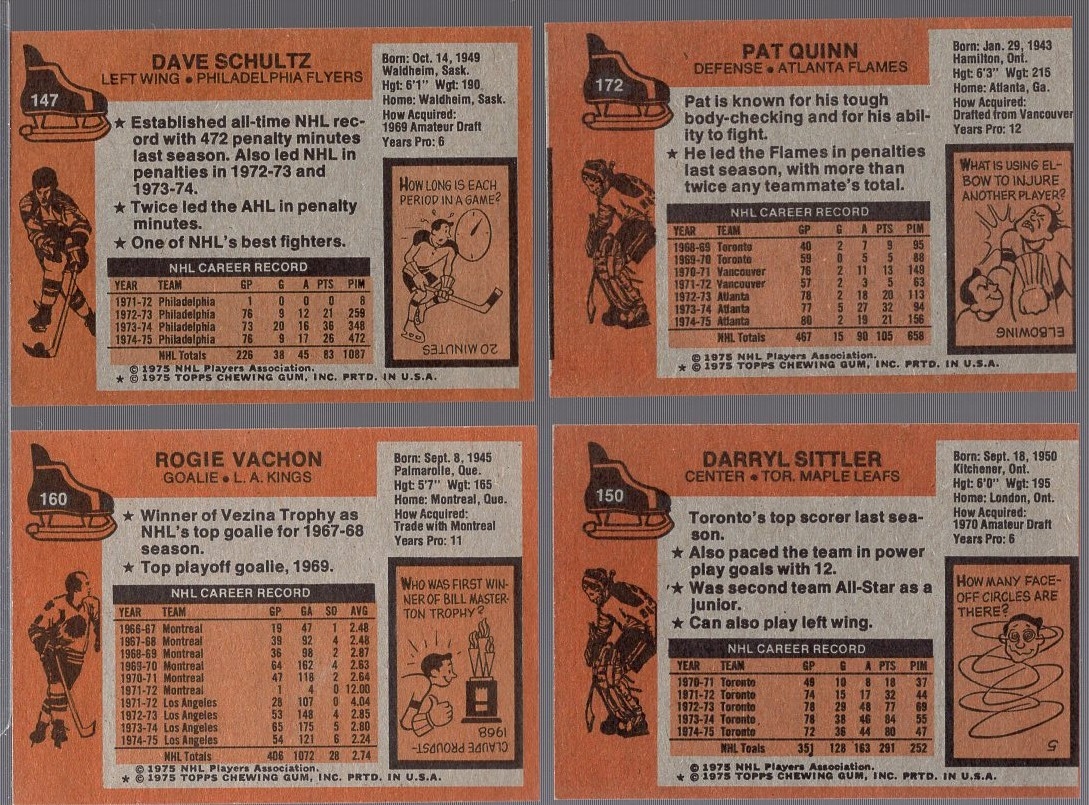 DAVE SCHULTZ
LEFT WING • PHILADELPHIA FLYERS
147
Born: Oct. 14, 1949
Waldheim, Sask.
Hgt: 6'1" Wgt: 190
Home: Waldheim, Sask.
How Acquired:
1969 Amateur Draft
Years Pro: 6
★ Established all-time NHL rec-
ord with 472 penalty minutes
last season. Also led NHL in
penalties in 1972-73 and
1973-74.
★ Twice led the AHL in penalty
minutes.
★ One of NHL's best fighters.
HOW LONG IS EACH
PERIOD IN A GAME?
20 MINUTES
NHL CAREER RECORD
YEAR TEAM GP G A PTS PIM
1971-72 Philadelphia 1 0 0 0 8
1972-73 Philadelphia 76 9 12 21 259
1973-74 Philadelphia 73 20 16 36 348
1974-75 Philadelphia 76 9 17 26 472
NHL Totals 226 38 45 83 1087
© 1975 NHL Players Association.
★ © 1975 TOPPS CHEWING GUM, INC. PRTD. IN U.S.A.
PAT QUINN
DEFENSE • ATLANTA FLAMES
172
Born: Jan. 29, 1943
Hamilton, Ont.
Hgt: 6'3" Wgt: 215
Home: Atlanta, Ga.
How Acquired:
Drafted from Vancouver
Years Pro: 12
Pat is known for his tough
body-checking and for his abil-
ity to fight.
★ He led the Flames in penalties
last season, with more than
twice any teammate's total.
WHAT IS USING EL-
BOW TO INJURE
ANOTHER PLAYER?
ELBOWING
NHL CAREER RECORD
YEAR TEAM GP G A PTS PIM
1968-69 Toronto 40 2 7 9 95
1969-70 Toronto 59 0 5 5 88
1970-71 Vancouver 76 2 11 13 149
1971-72 Vancouver 57 2 3 5 63
1972-73 Atlanta 78 2 18 20 113
1973-74 Atlanta 77 5 27 32 94
1974-75 Atlanta 80 2 19 21 156
NHL Totals 467 15 90 105 658
© 1975 NHL Players Association.
★ © 1975 TOPPS CHEWING GUM, INC. PRTD. IN U.S.A.
ROGIE VACHON
GOALIE • L. A. KINGS
160
Born: Sept. 8, 1945
Palmarolle, Que.
Hgt: 5'7" Wgt: 165
Home: Montreal, Que.
How Acquired:
Trade with Montreal
Years Pro: 11
★ Winner of Vezina Trophy as
NHL's top goalie for 1967-68
season.
★ Top playoff goalie, 1969.
WHO WAS FIRST WIN-
NER OF BILL MASTER-
TON TROPHY?
CLAUDE PROVOST-
1968
NHL CAREER RECORD
YEAR TEAM GP GA SO AVG
1966-67 Montreal 19 47 1 2.48
1967-68 Montreal 39 92 4 2.48
1968-69 Montreal 36 98 2 2.87
1969-70 Montreal 64 162 4 2.63
1970-71 Montreal 47 118 2 2.64
1971-72 Montreal 1 4 0 12.00
1971-72 Los Angeles 28 107 0 4.04
1972-73 Los Angeles 53 148 4 2.85
1973-74 Los Angeles 65 175 5 2.80
1974-75 Los Angeles 54 121 6 2.24
NHL Totals 406 1072 28 2.74
© 1975 NHL Players Association.
★ © 1975 TOPPS CHEWING GUM, INC. PRTD. IN U.S.A.
DARRYL SITTLER
CENTER • TOR. MAPLE LEAFS
150
Born: Sept. 18, 1950
Kitchener, Ont.
Hgt: 6'0" Wgt: 195
Home: London, Ont.
How Acquired:
1970 Amateur Draft
Years Pro: 6
Toronto's top scorer last sea-
son.
★ Also paced the team in power
play goals with 12.
★ Was second team All-Star as a
junior.
★ Can also play left wing.
HOW MANY FACE-
OFF CIRCLES ARE
THERE?
5
NHL CAREER RECORD
YEAR TEAM GP G A PTS PIM
1970-71 Toronto 49 10 8 18 37
1971-72 Toronto 74 15 17 32 44
1972-73 Toronto 78 29 48 77 69
1973-74 Toronto 78 38 46 84 55
1974-75 Toronto 72 36 44 80 47
NHL Toals 351 128 163 291 252
© 1975 NHL Players Association.
★ © 1975 TOPPS CHEWING GUM, INC. PRTD. IN U.S.A.